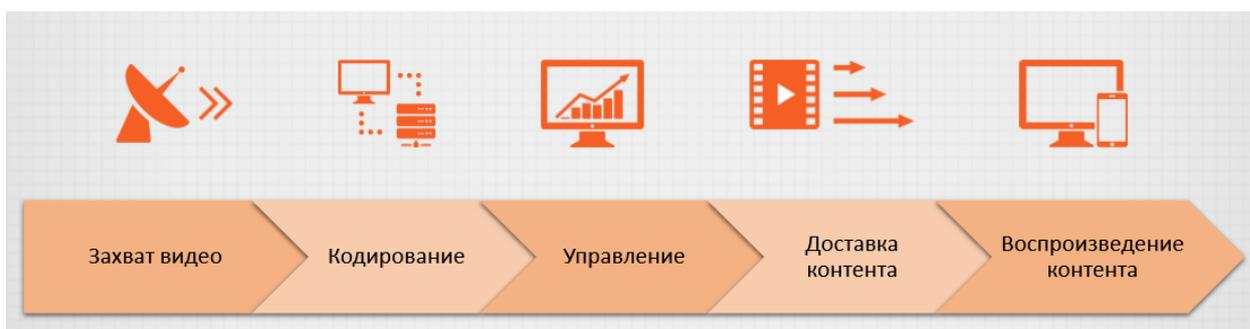 Захват видео
Кодирование
Управление
Доставка
контента
Воспроизведение
контента